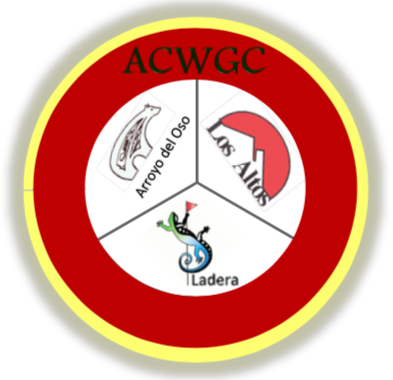 ACWGC
Arroyo del Oso
Los Altos
Ladera